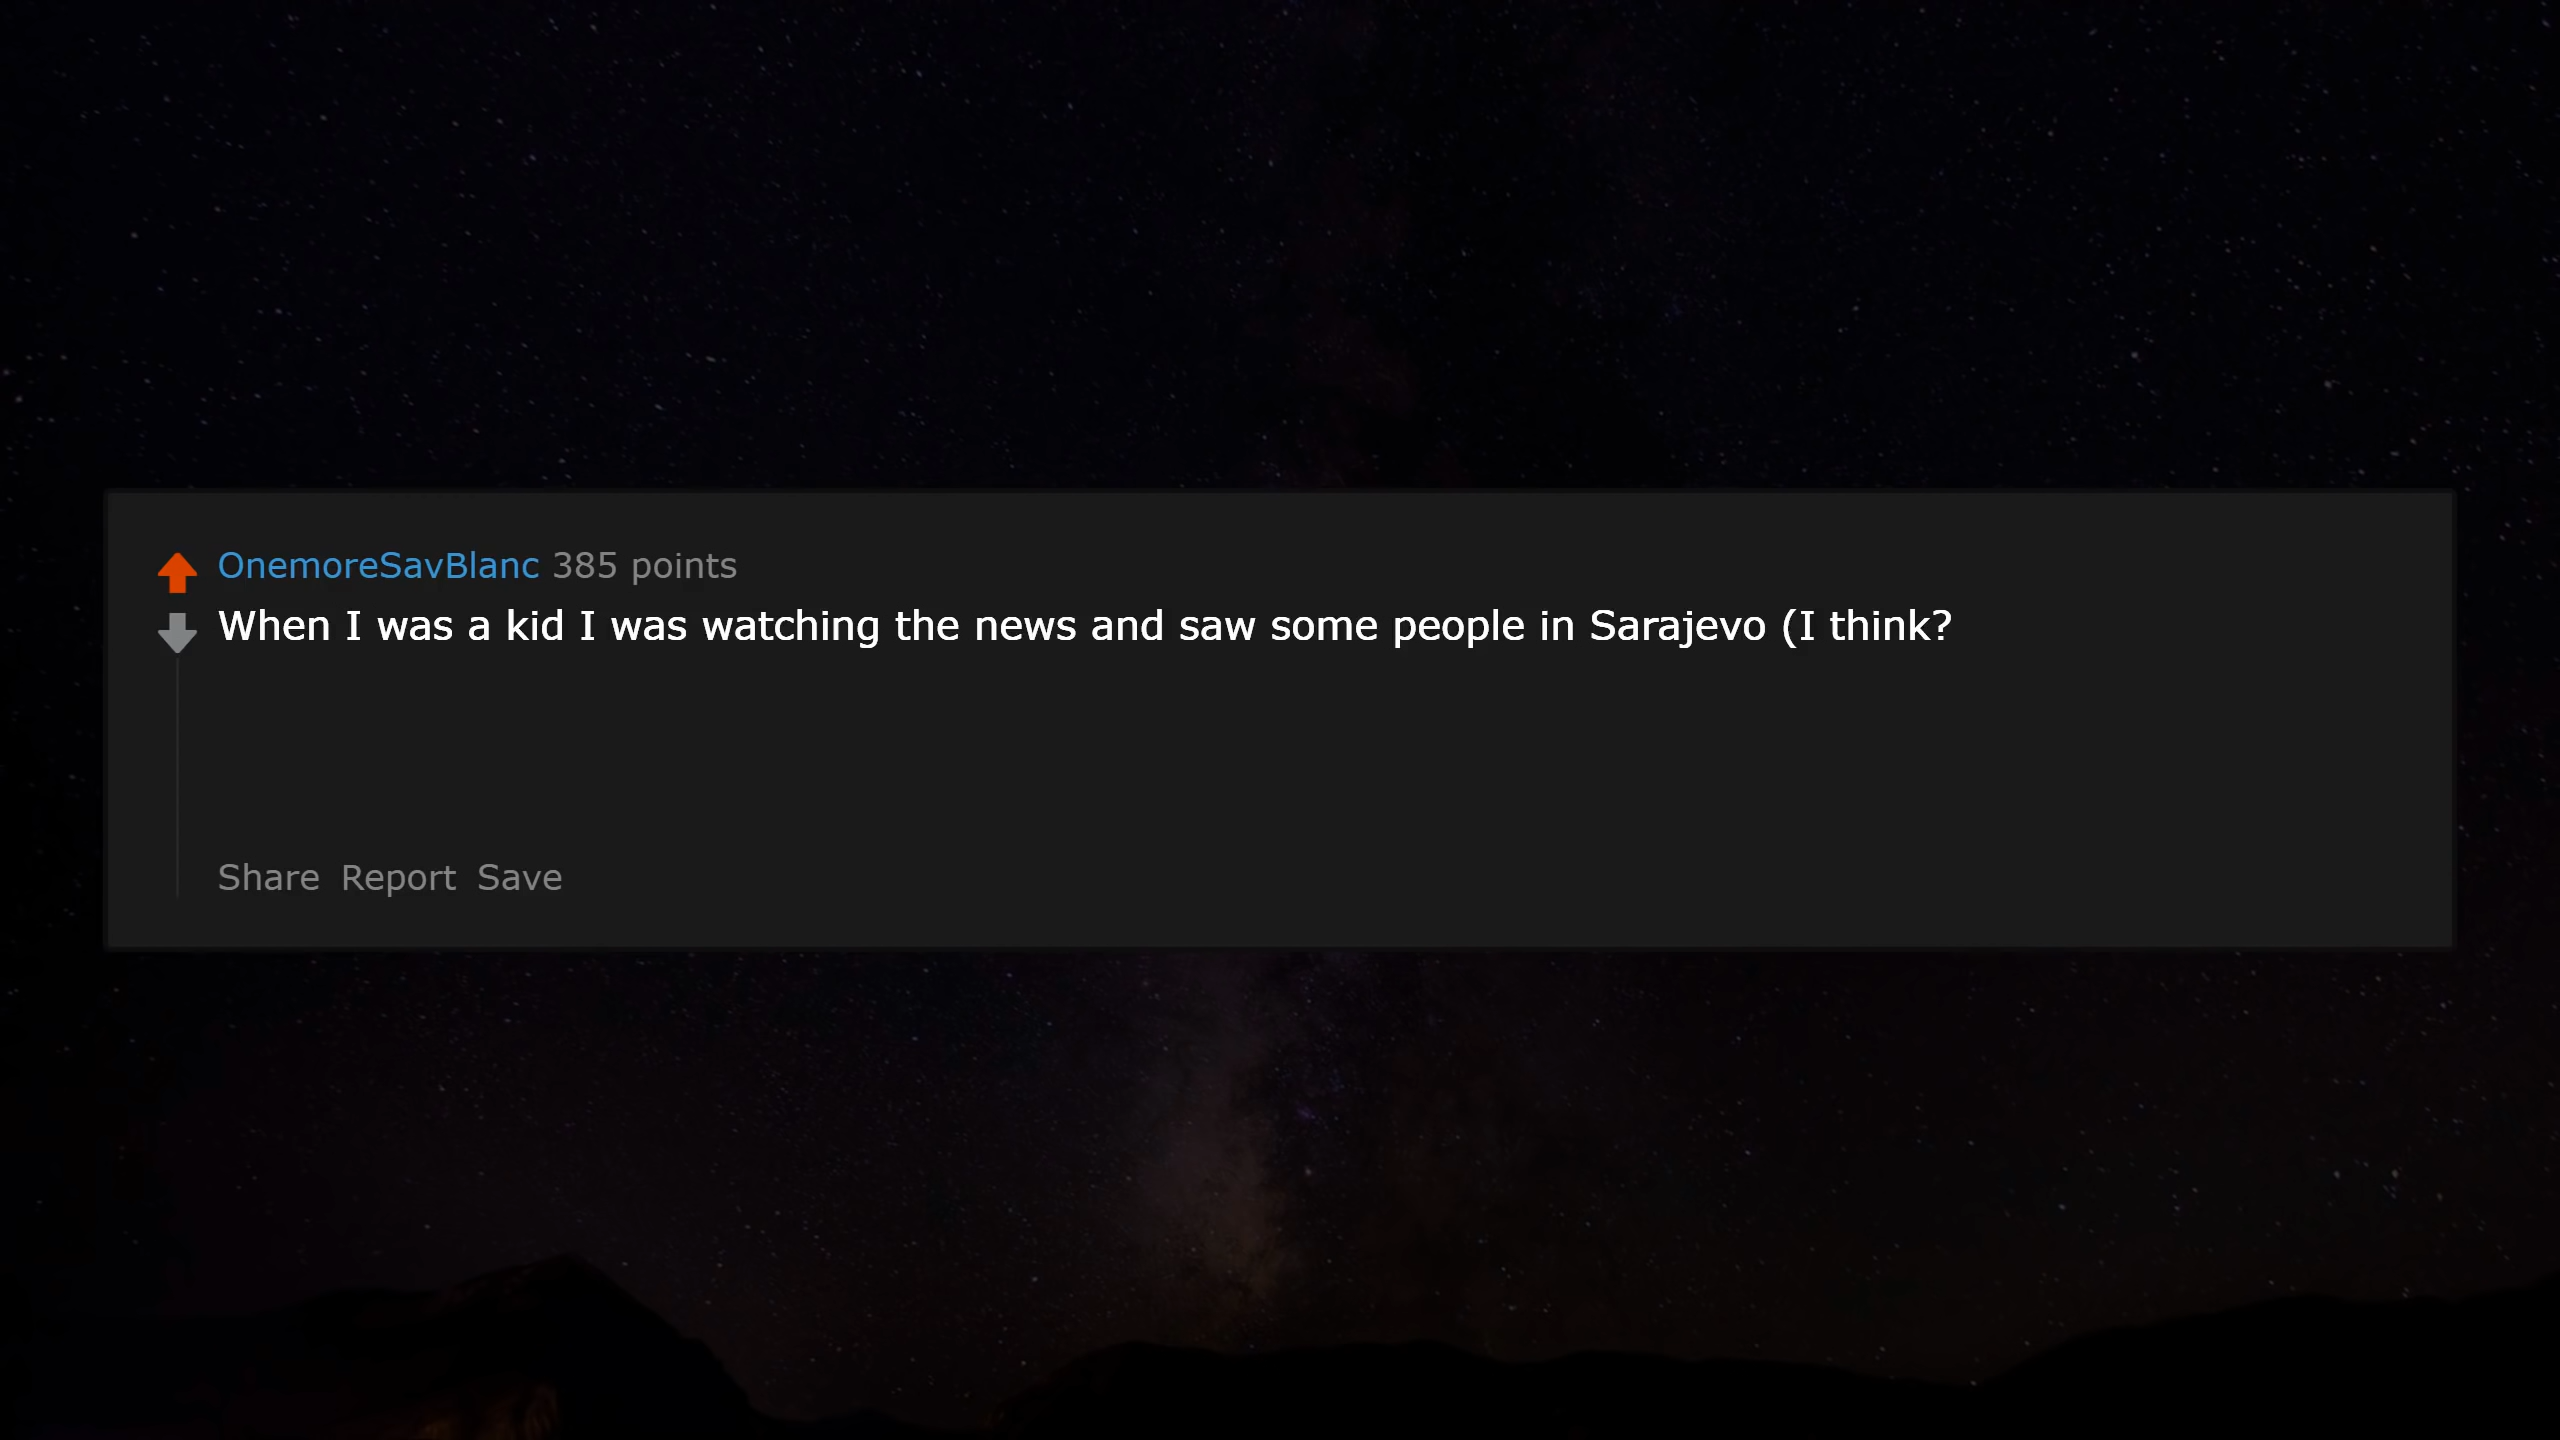 OnemoreSavBlanc 385 points
When I was a kid I was watching the news and saw some people in Sarajevo (I think?
Share Report Save